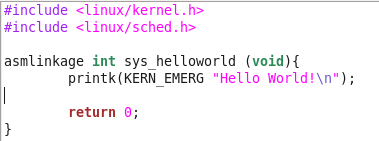 #include <linux/kernel.h>
#include <linux/sched.h>

asmlinkage int sys_helloworld (void){
        printk(KERN_EMERG "Hello World!\n");

        return 0;
}